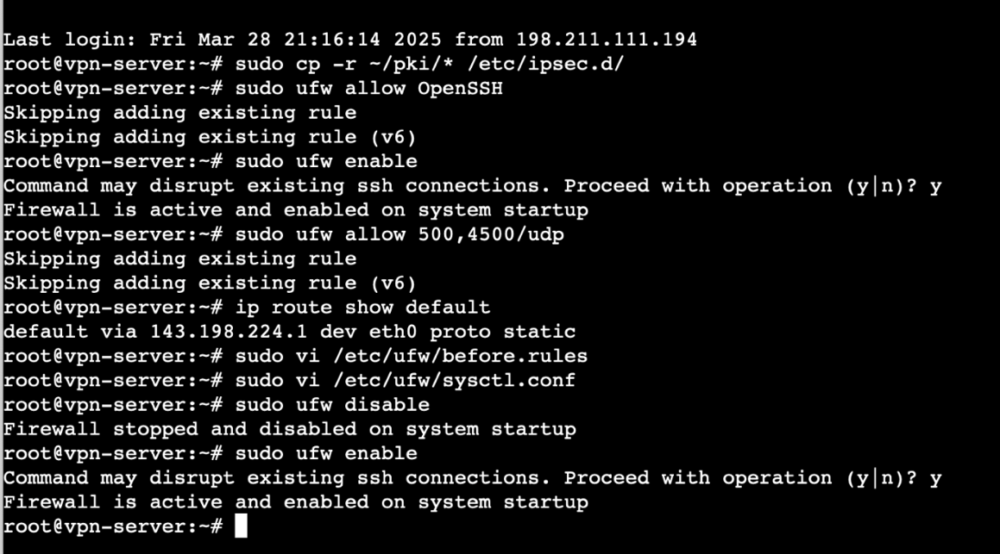 Last login: Fri Mar 28 21:16:14 2025 from 198.211.111.194
root@vpn-server:~# sudo cp -r ~/pki/* /etc/ipsec.d/
root@vpn-server:~# sudo ufw allow OpenSSH
Skipping adding existing rule
Skipping adding existing rule (v6)
root@vpn-server:~# sudo ufw enable
Command may disrupt existing ssh connections. Proceed with operation (y|n)? y
Firewall is active and enabled on system startup
root@vpn-server:~# sudo ufw allow 500,4500/udp
Skipping adding existing rule
Skipping adding existing rule (v6)
root@vpn-server:~# ip route show default
default via 143.198.224.1 dev eth0 proto static
root@vpn-server:~# sudo vi /etc/ufw/before.rules
root@vpn-server:~# sudo vi /etc/ufw/sysctl.conf
root@vpn-server:~# sudo ufw disable
Firewall stopped and disabled on system startup
root@vpn-server:~# sudo ufw enable
Command may disrupt existing ssh connections. Proceed with operation (y|n)? y
Firewall is active and enabled on system startup
root@vpn-server:~#